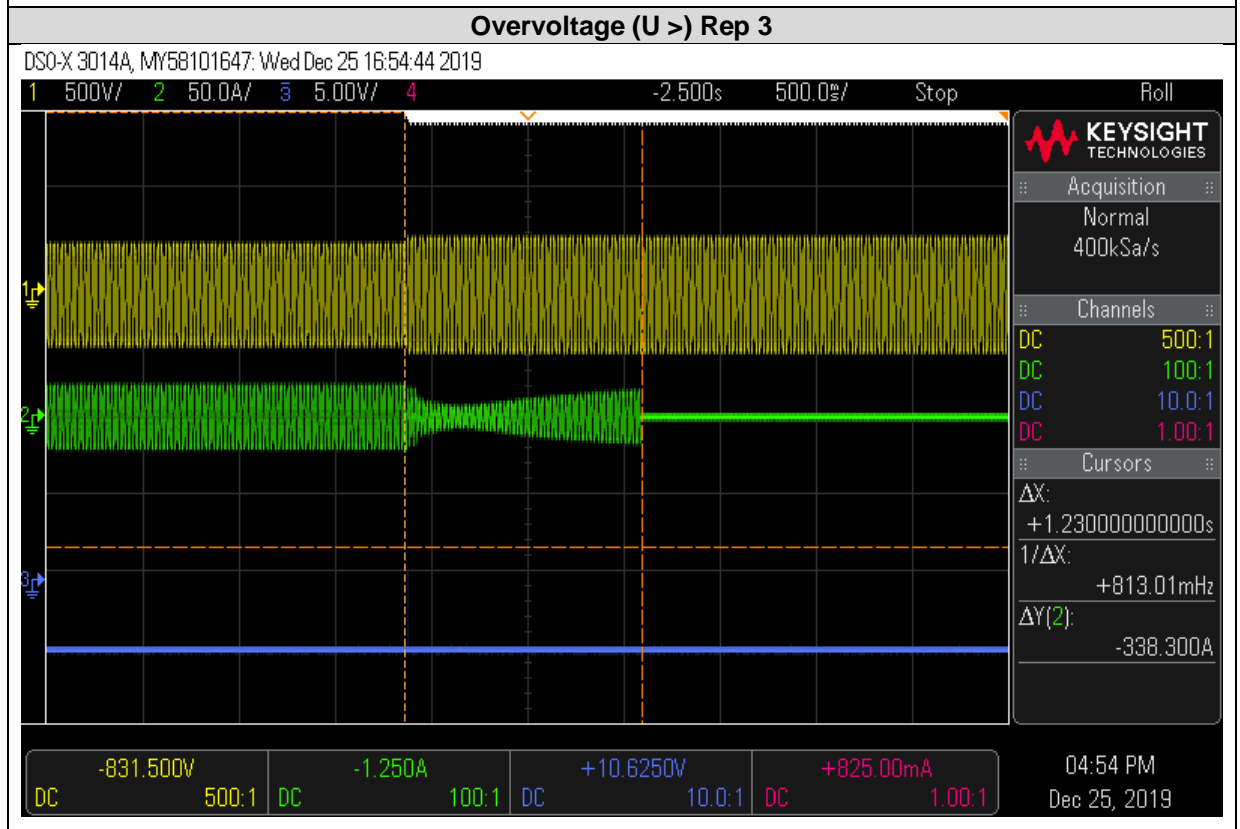 Overvoltage (U >) Rep 3
DSO-X 3014A, MY58101647: Wed Dec 25 16:54:44 2019
1 500V/ 2 50.0A/ 3 5.00V/ 4 -2.500s 500.0ms/ Stop Roll
KEYSIGHT
TECHNOLOGIES
Acquisition
Normal
400kSa/s
Channels
DC 500:1
DC 100:1
DC 10.0:1
DC 1.00:1
Cursors
ΔX:
+1.230000000000s
1/ΔX:
+813.01mHz
ΔY(2):
-338.300A
1
2
3
-831.500V -1.250A +10.6250V +825.00mA
DC 500:1 DC 100:1 DC 10.0:1 DC 1.00:1
04:54 PM
Dec 25, 2019